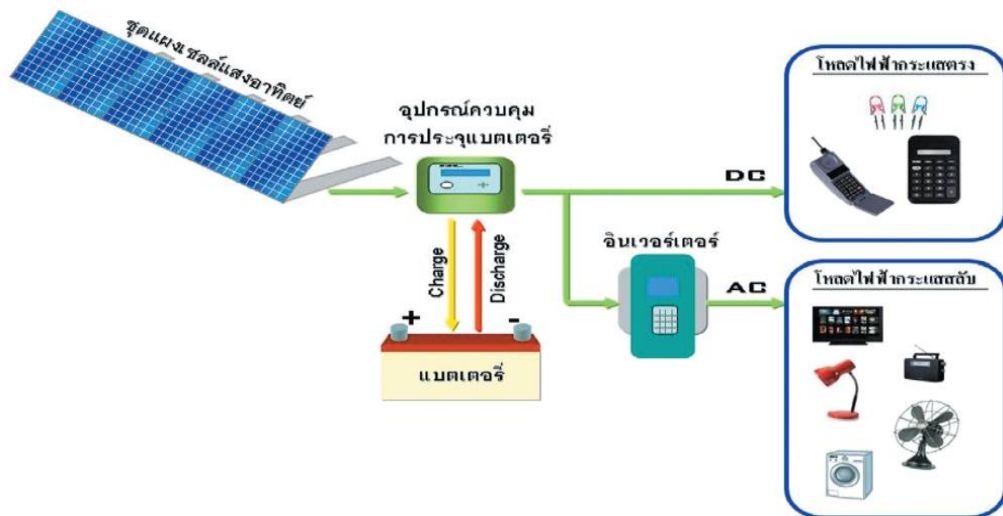 ชุดแผงเซลล์แสงอาทิตย์
อุปกรณ์ควบคุม
การประจุแบตเตอรี่
DC
โหลดไฟฟ้ากระแสตรง
อินเวอร์เตอร์
AC
โหลดไฟฟ้ากระแสสลับ
Charge
Discharge
+
-
แบตเตอรี่